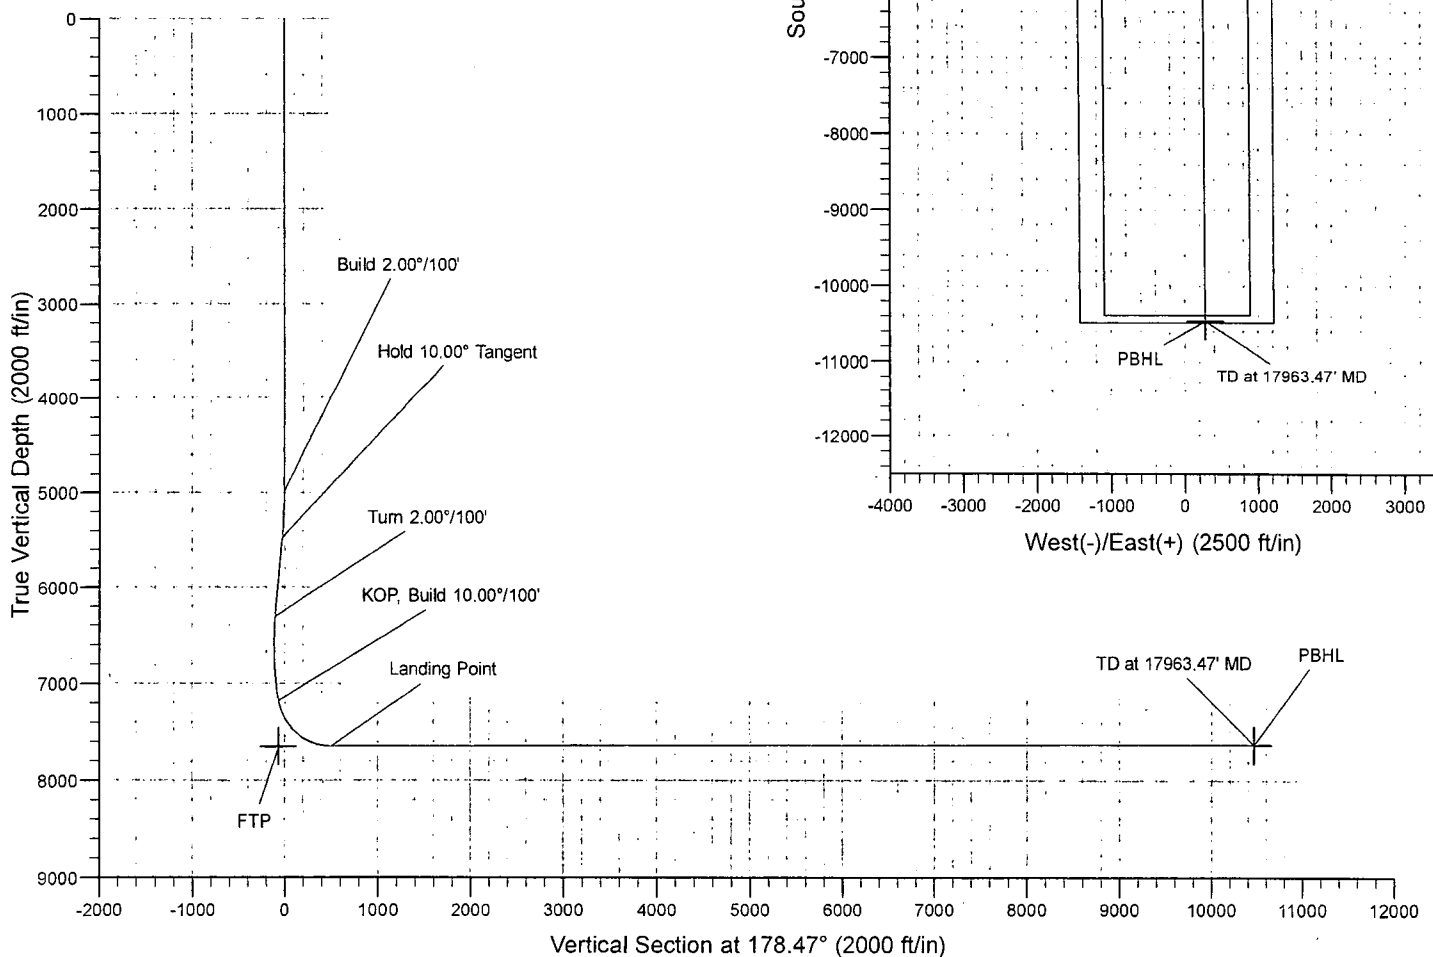 0
1000
2000
3000
4000
5000
6000
7000
8000
9000
True Vertical Depth (2000 ft/in)
Build 2.00°/100'
Hold 10.00° Tangent
Turn 2.00°/100'
KOP, Build 10.00°/100'
Landing Point
FTP
TD at 17963.47' MD
PBHL
-2000
-1000
0
1000
2000
3000
4000
5000
6000
7000
8000
9000
10000
11000
12000
Vertical Section at 178.47° (2000 ft/in)
Sou
-7000
-8000
-9000
-10000
-11000
-12000
PBHL
TD at 17963.47' MD
-4000
-3000
-2000
-1000
0
1000
2000
3000
West(-)/East(+) (2500 ft/in)